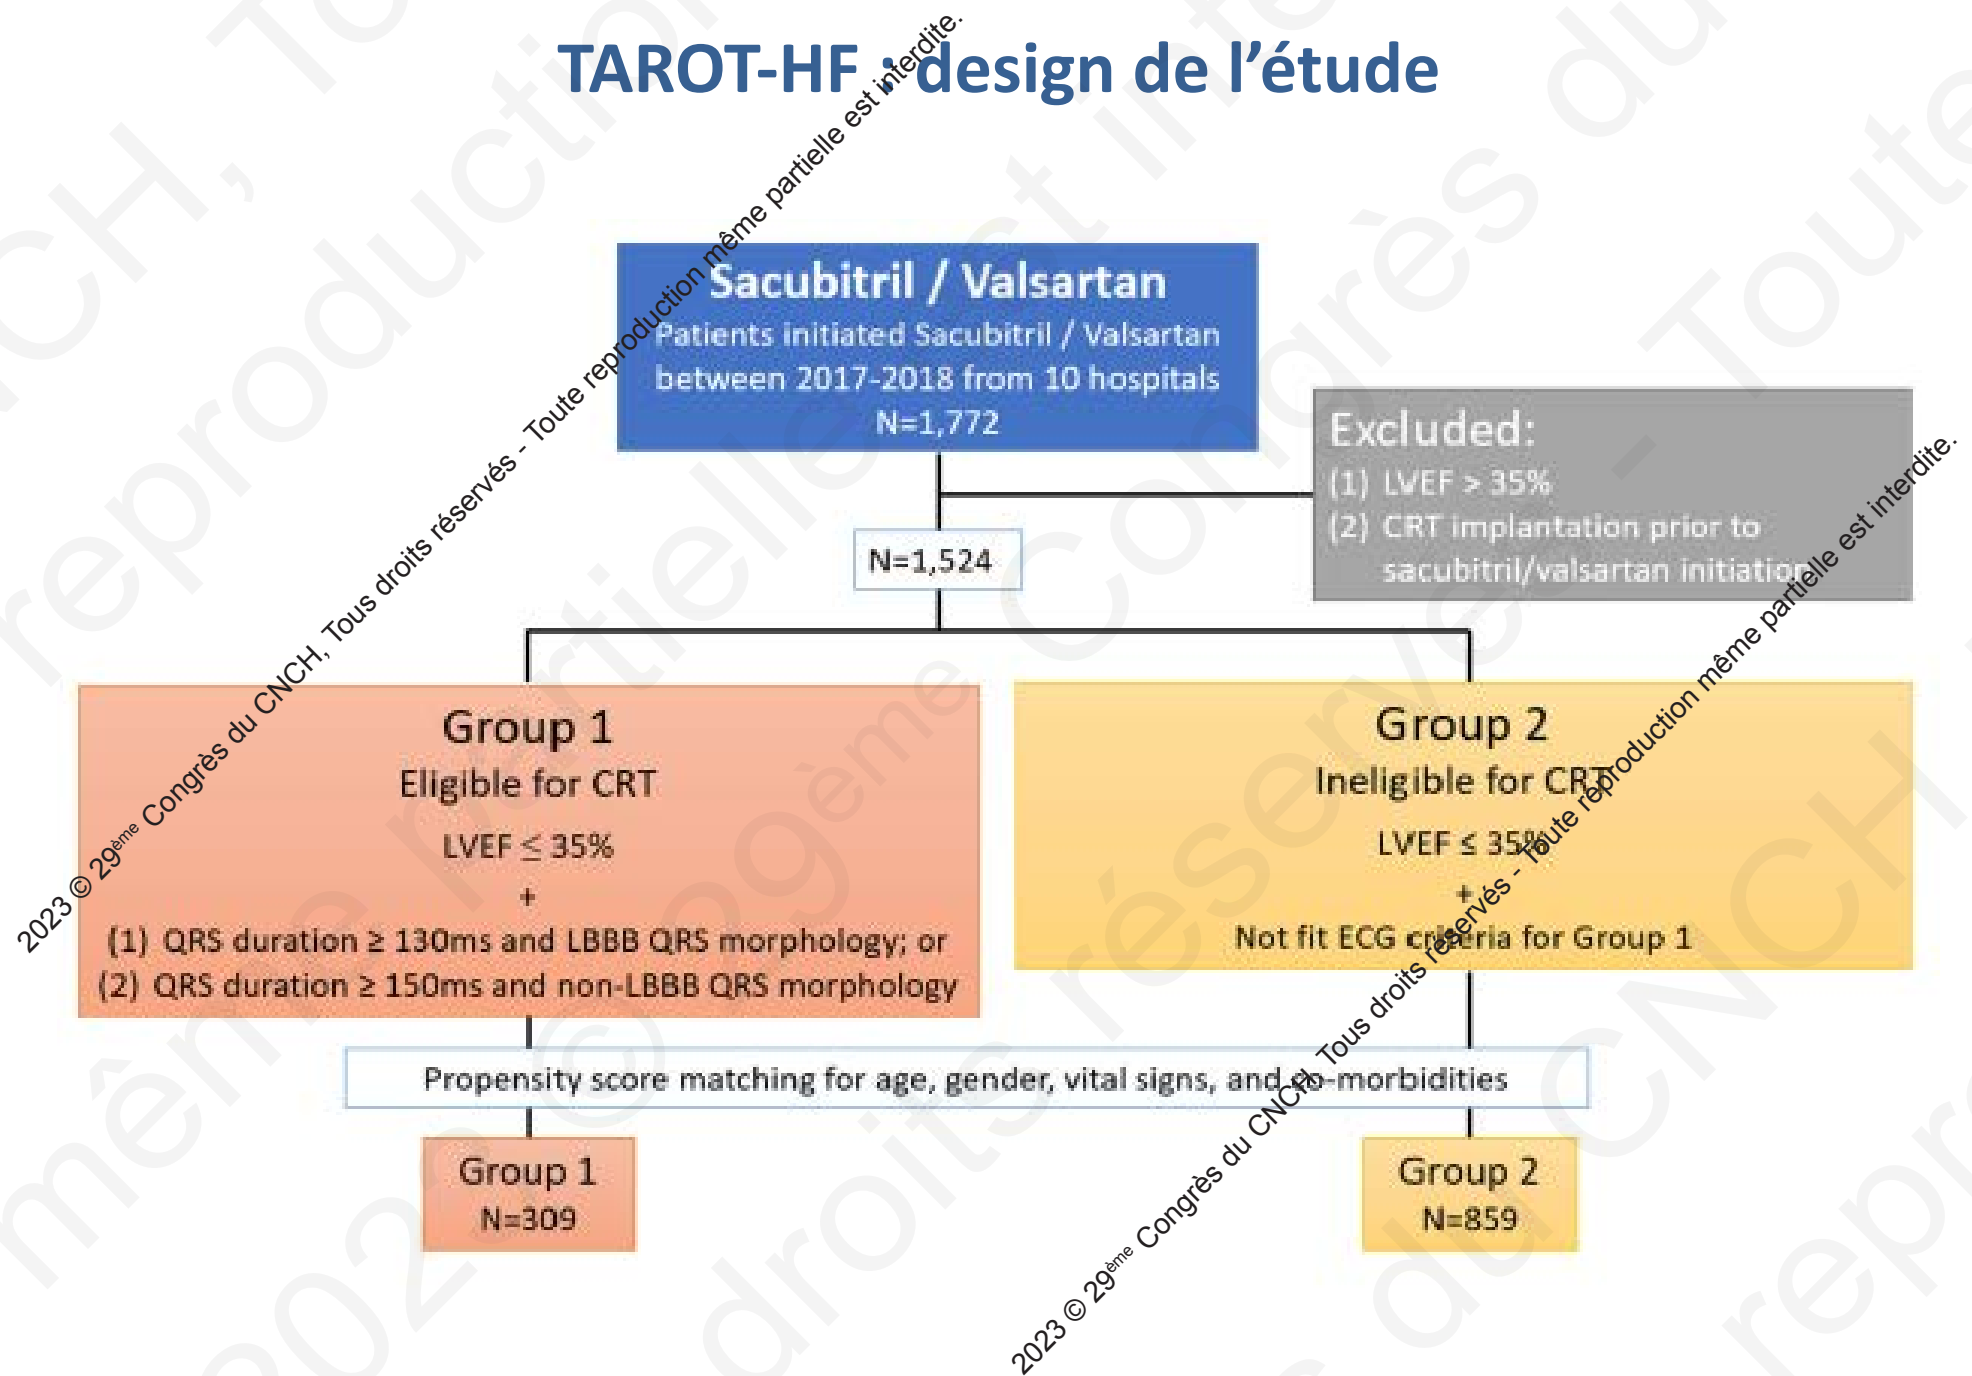 TAROT-HF : design de l'étude
Sacubitril / Valsartan
Patients initiated Sacubitril / Valsartan
between 2017-2018 from 10 hospitals
N=1,772
Excluded:
(1) LVEF > 35%
(2) CRT implantation prior to
sacubitril/valsartan initiation
N=1,524
Group 1
Eligible for CRT
LVEF ≤ 35%
+
(1) QRS duration ≥ 130ms and LBBB QRS morphology; or
(2) QRS duration ≥ 150ms and non-LBBB QRS morphology
Group 2
Ineligible for CRT
LVEF ≤ 35%
+
Not fit ECG criteria for Group 1
Propensity score matching for age, gender, vital signs, and co-morbidities
Group 1
N=309
Group 2
N=859
2023 © 29ème Congrès du CNCH, Tous droits réservés - Toute reproduction même partielle est interdite.
2023 © 29ème Congrès du CNCH, Tous droits réservés - Toute reproduction même partielle est interdite.